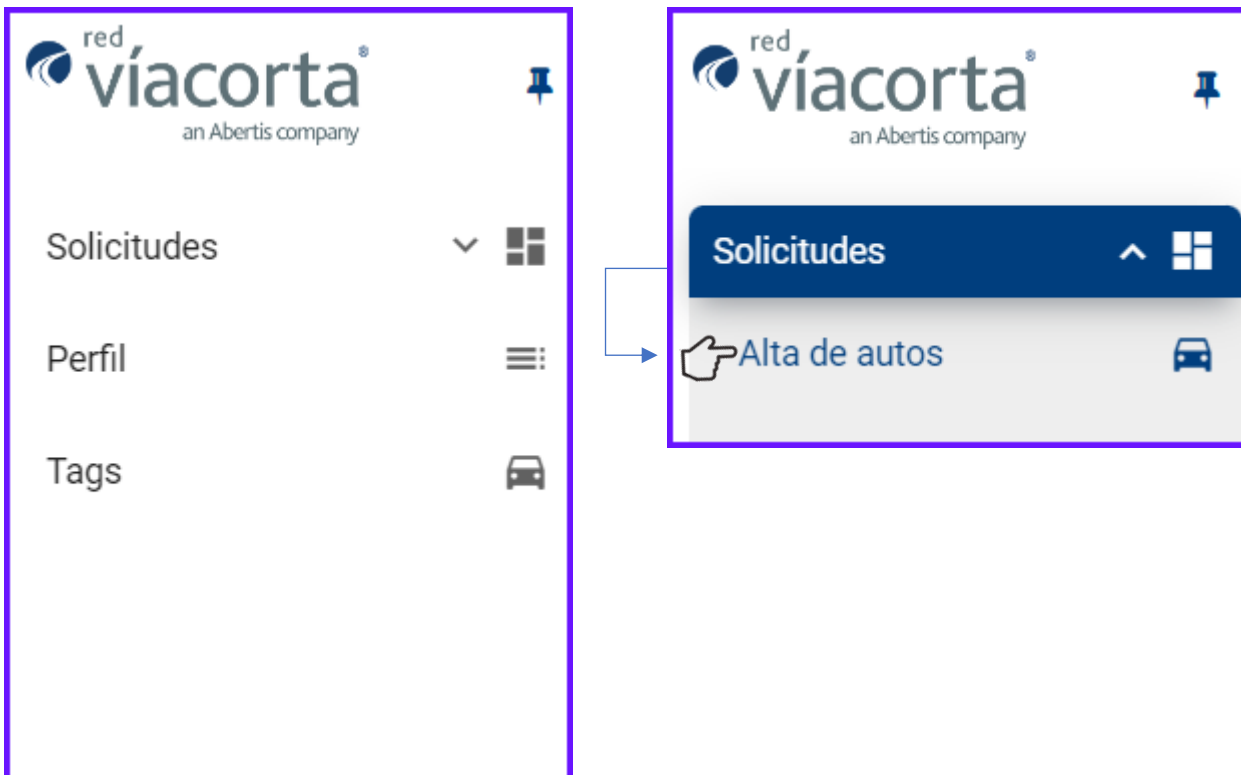 red
víacorta®
an Abertis company
Solicitudes
Perfil
Tags
red
víacorta®
an Abertis company
Solicitudes
Alta de autos